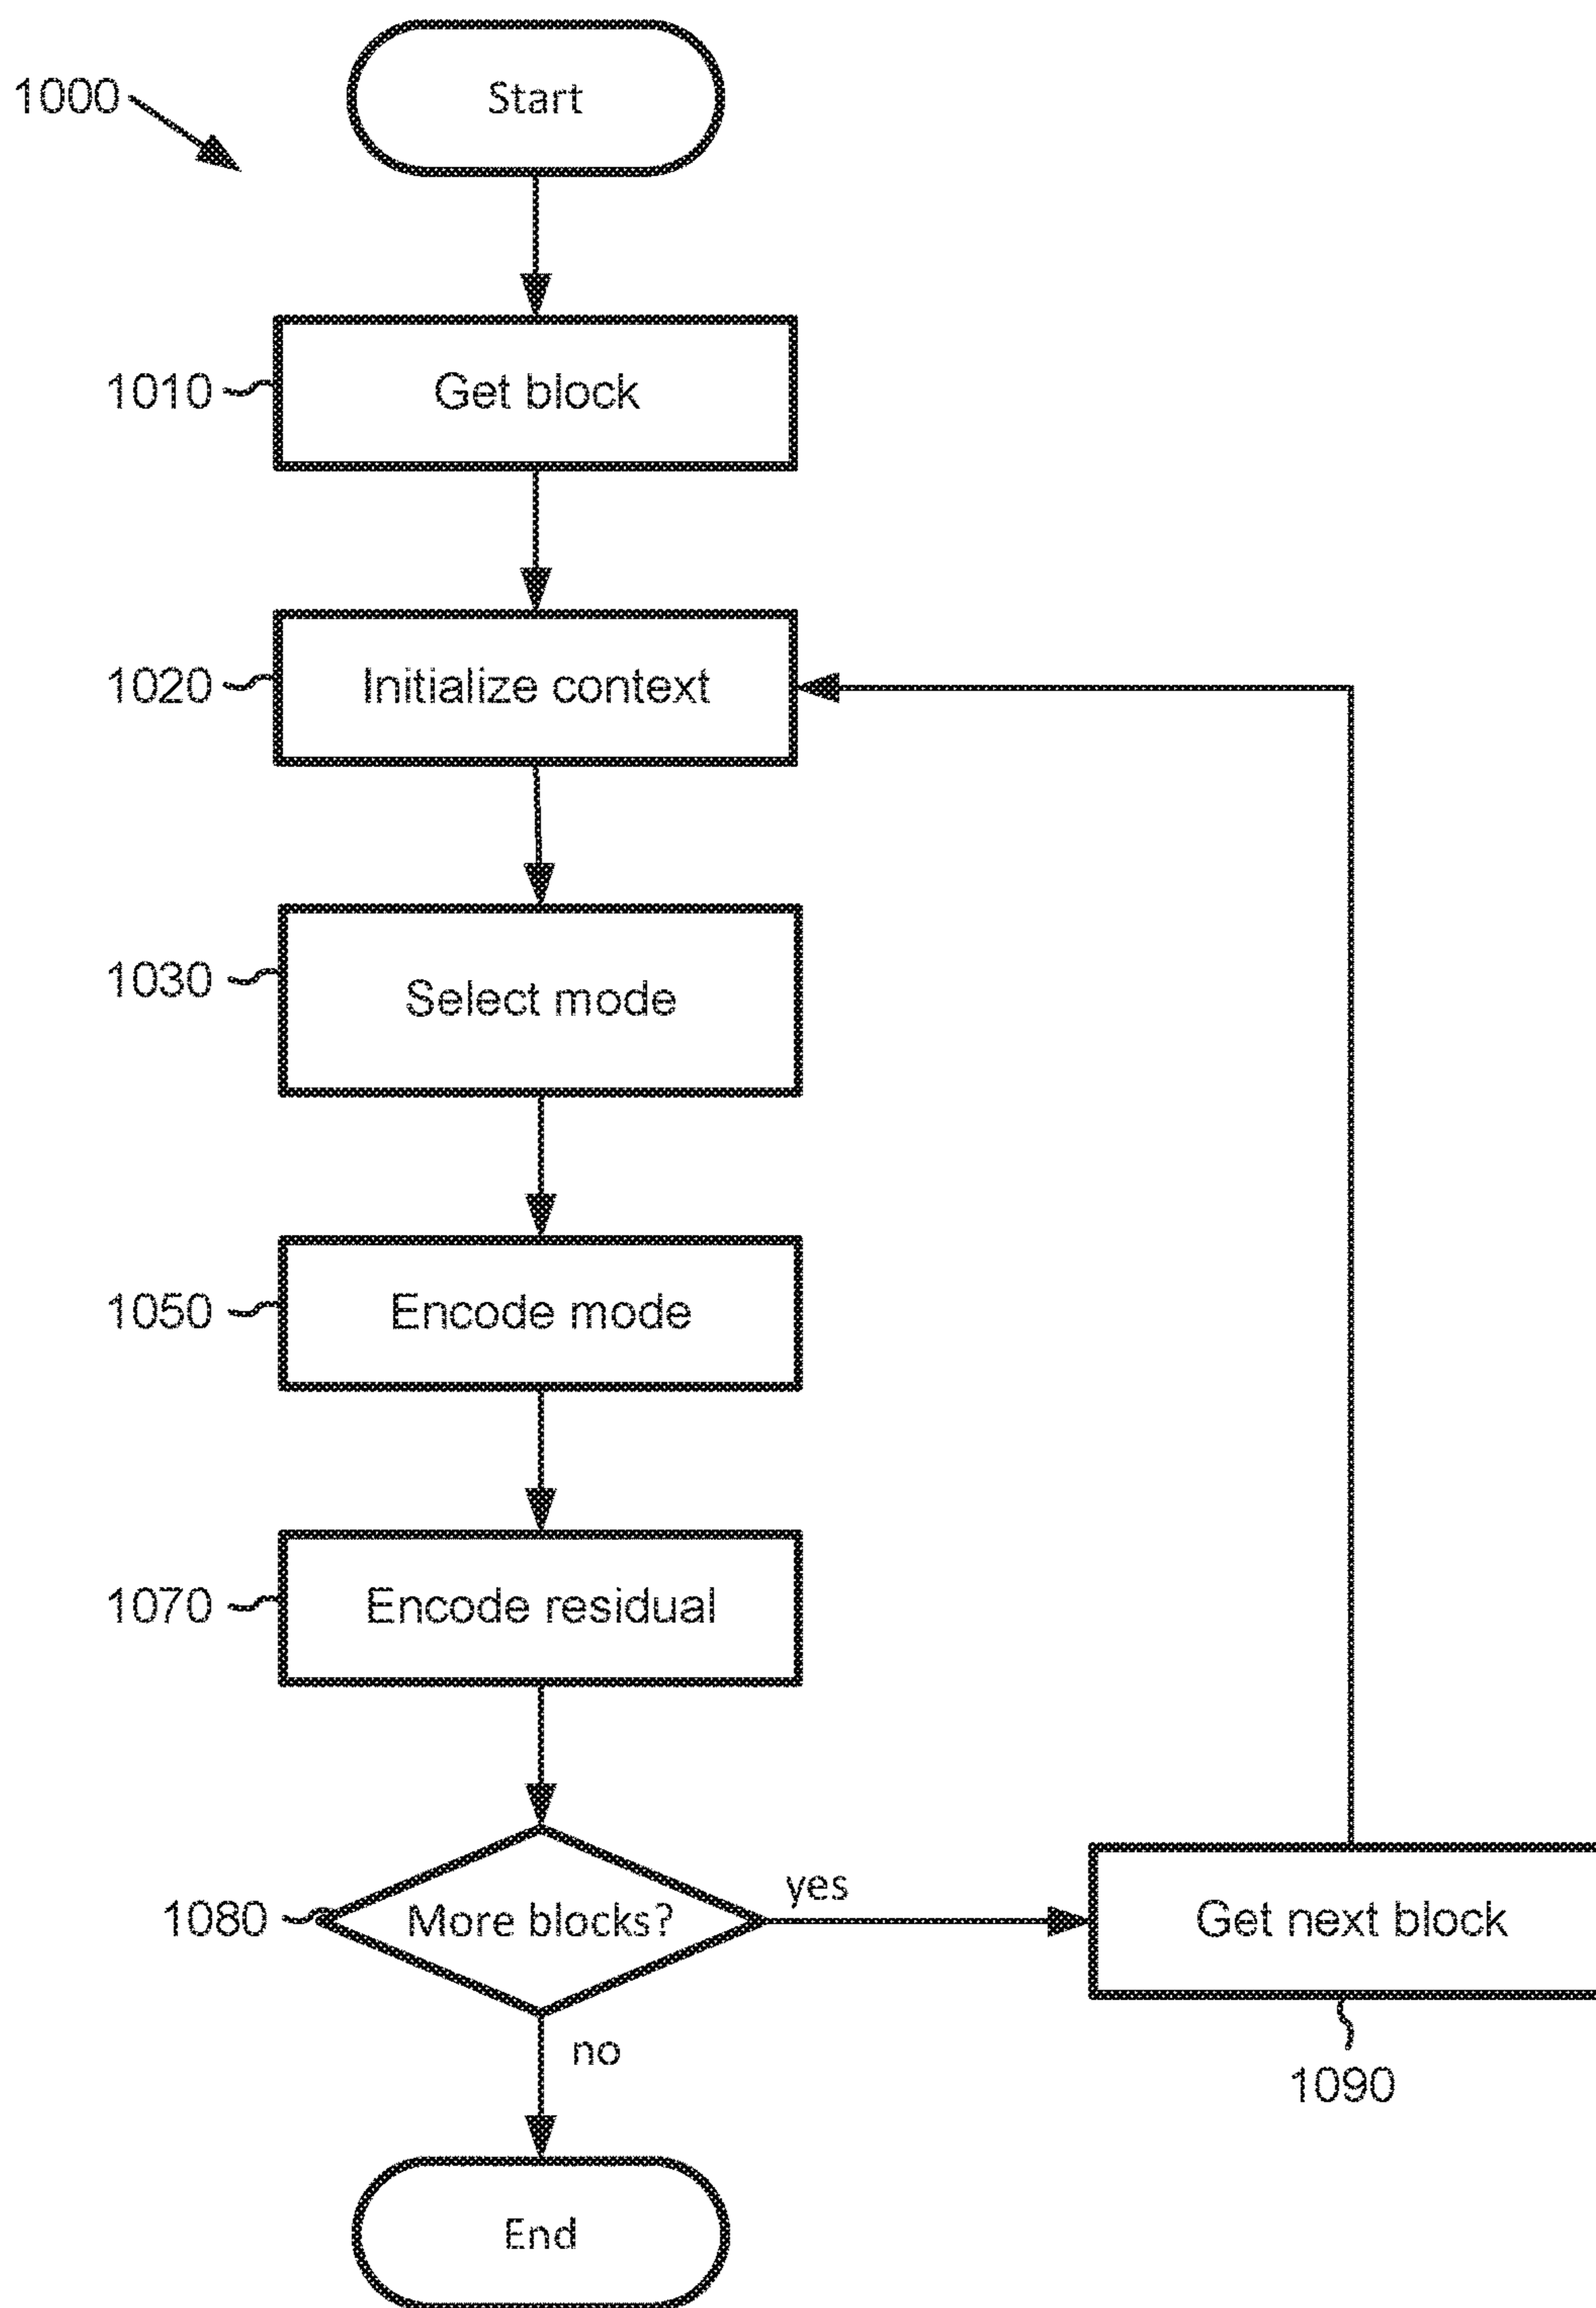 1000
Start
1010
Get block
1020
Initialize context
1030
Select mode
1050
Encode mode
1070
Encode residual
1080
More blocks?
yes
Get next block
no
1090
End